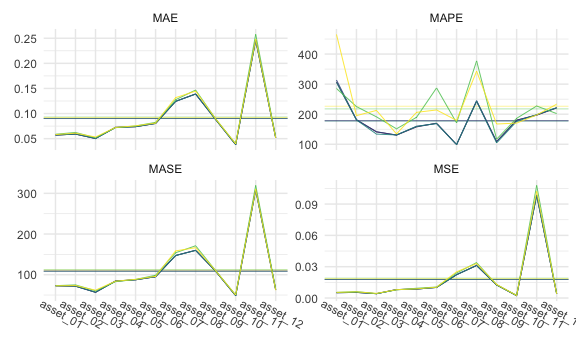 MAE
MAPE
0.25
0.20
0.15
0.10
0.05
400
300
200
100
MASE
MSE
300
200
100
0.09
0.06
0.03
0.00
asset_01
asset_02
asset_03
asset_04
asset_05
asset_06
asset_07
asset_08
asset_09
asset_10
asset_11
asset_12
asset_01
asset_02
asset_03
asset_04
asset_05
asset_06
asset_07
asset_08
asset_09
asset_10
asset_11
asset_1